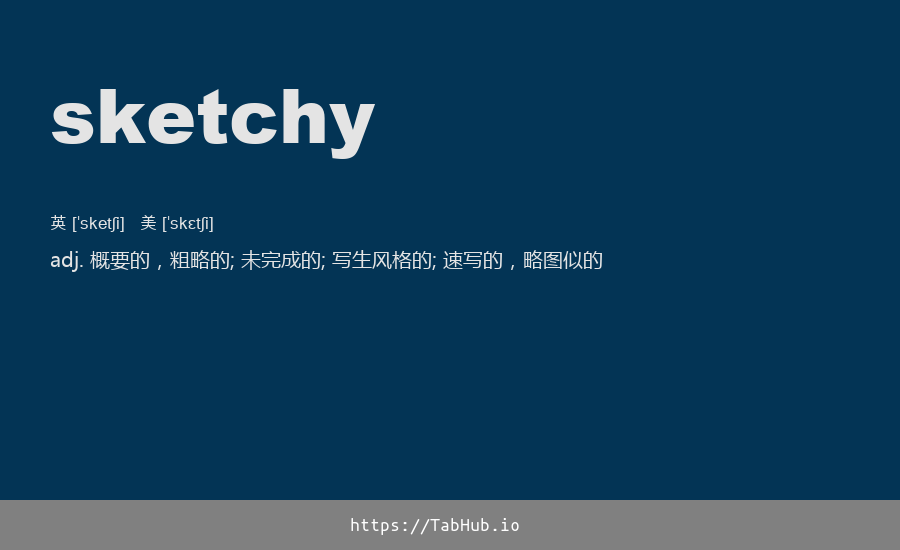 sketchy
英 [ˈsketʃi] 美 [ˈskɛtʃi]
adj. 概要的，粗略的; 未完成的; 写生风格的; 速写的，略图似的
https://TabHub.io